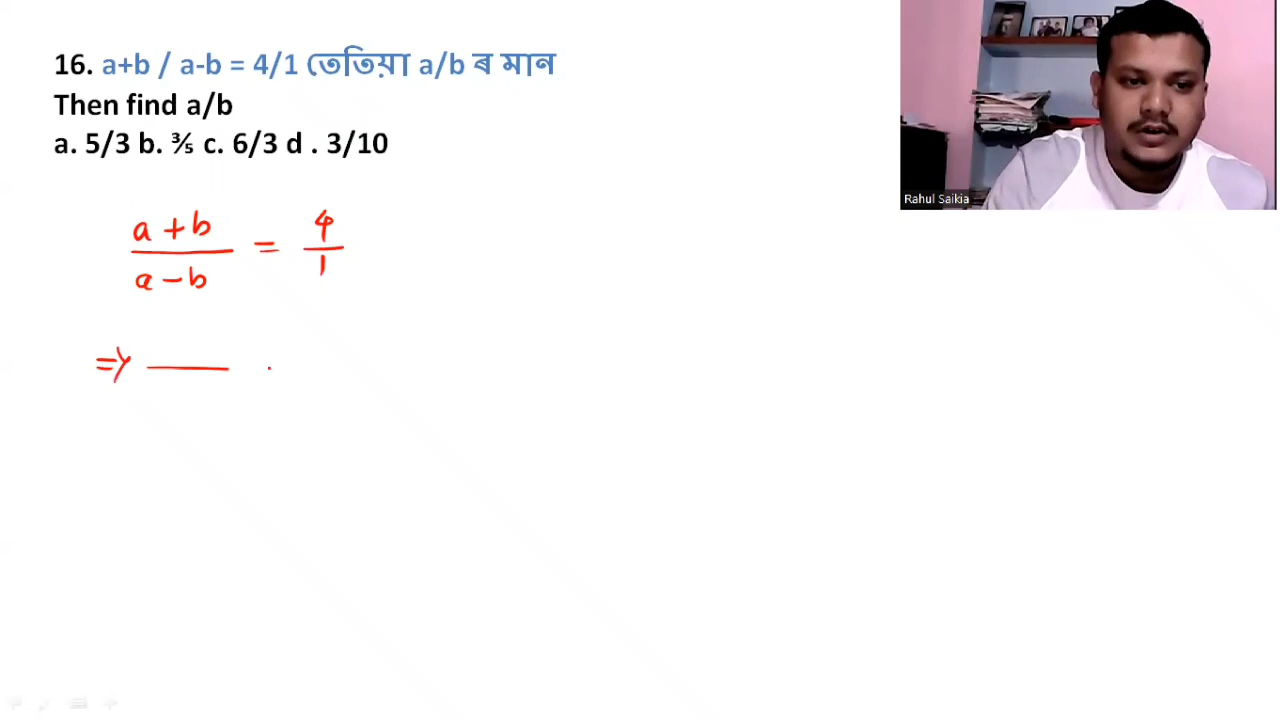 16. a+b / a-b = 4/1 তেতিয়া a/b ৰ মান
Then find a/b
a. 5/3 b. ⅗ c. 6/3 d . 3/10
Rahul Saikia
a + b
a - b
=
4
1
=>